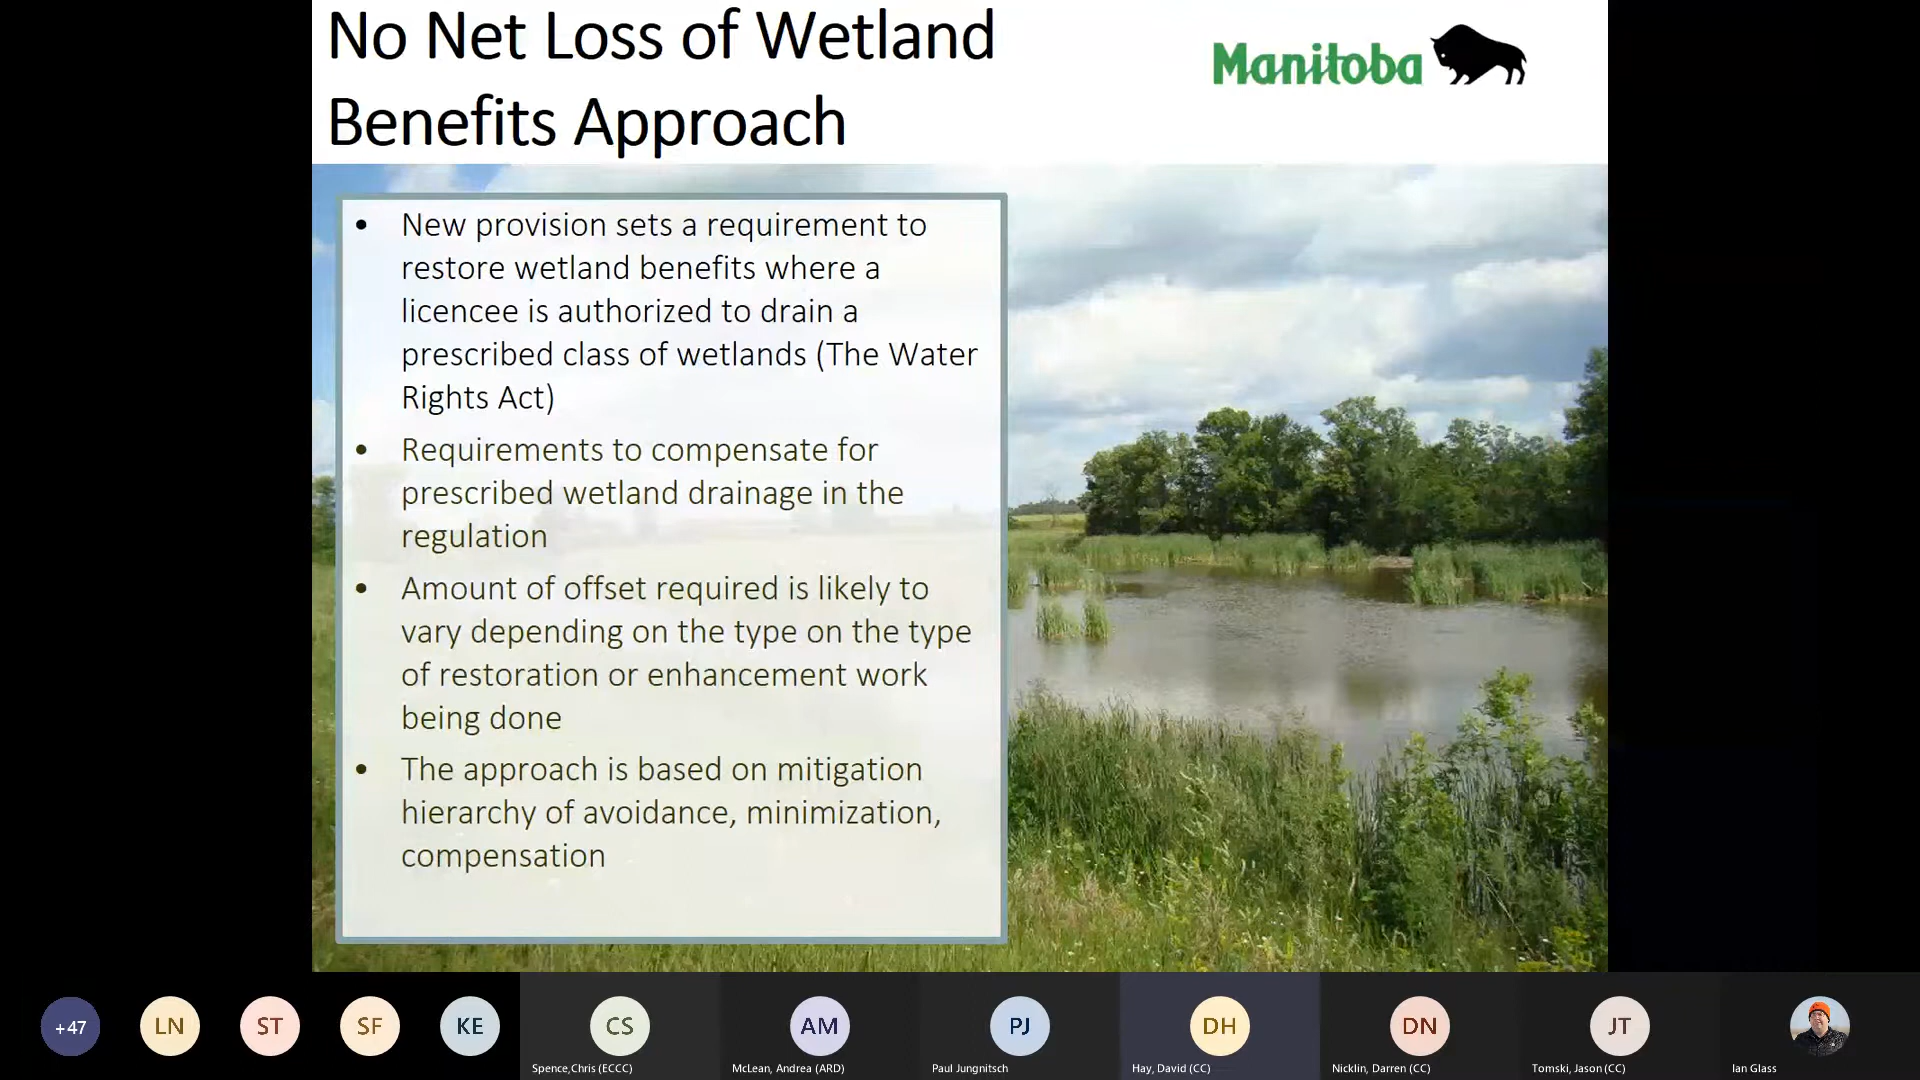 No Net Loss of Wetland
Benefits Approach
Manitoba
• New provision sets a requirement to
restore wetland benefits where a
licencee is authorized to drain a
prescribed class of wetlands (The Water
Rights Act)
• Requirements to compensate for
prescribed wetland drainage in the
regulation
• Amount of offset required is likely to
vary depending on the type on the type
of restoration or enhancement work
being done
• The approach is based on mitigation
hierarchy of avoidance, minimization,
compensation
+47
LN
ST
SF
KE
CS
AM
PJ
DH
DN
JT
Spence,Chris (ECCC)
McLean, Andrea (ARD)
Paul Jungnitsch
Hay, David (CC)
Nicklin, Darren (CC)
Tomski, Jason (CC)
Ian Glass